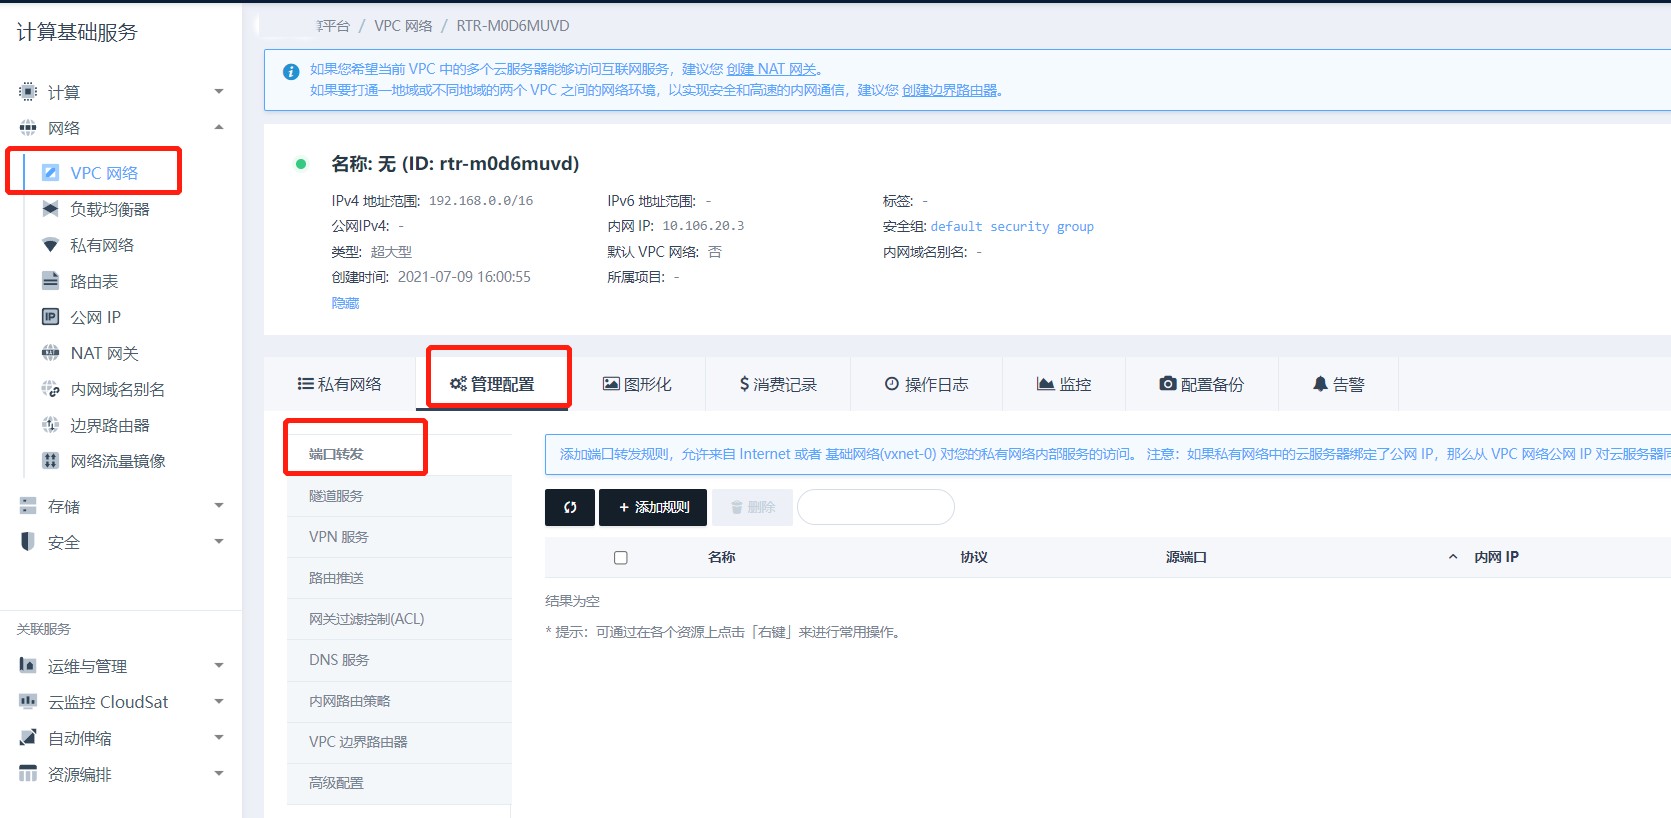 计算基础服务
计算
网络
VPC 网络
负载均衡器
私有网络
路由表
公网 IP
NAT 网关
内网域名别名
边界路由器
网络流量镜像
存储
安全
关联服务
运维与管理
云监控 CloudSat
自动伸缩
资源编排
平台 / VPC 网络 / RTR-M0D6MUVD
如果您希望当前 VPC 中的多个云服务器能够访问互联网服务，建议您 创建 NAT 网关。
如果要打通一地域或不同地域的两个 VPC 之间的网络环境，以实现安全和高速的内网通信，建议您 创建边界路由器。
名称: 无 (ID: rtr-m0d6muvd)
IPv4 地址范围: 192.168.0.0/16 IPv6 地址范围: - 标签: -
公网IPv4: - 内网 IP: 10.106.20.3 安全组: default security group
类型: 超大型 默认 VPC 网络: 否 内网域名别名: -
创建时间: 2021-07-09 16:00:55 所属项目: -
隐藏
私有网络 管理配置 图形化 $ 消费记录 操作日志 监控 配置备份 告警
端口转发
隧道服务
VPN 服务
路由推送
网关过滤控制(ACL)
DNS 服务
内网路由策略
VPC 边界路由器
高级配置
添加端口转发规则，允许来自 Internet 或者 基础网络(vxnet-0) 对您的私有网络内部服务的访问。 注意：如果私有网络中的云服务器绑定了公网 IP，那么从 VPC 网络公网 IP 对云服务器
+ 添加规则 删除
名称 协议 源端口 内网 IP
结果为空
* 提示：可通过在各个资源上点击「右键」来进行常用操作。